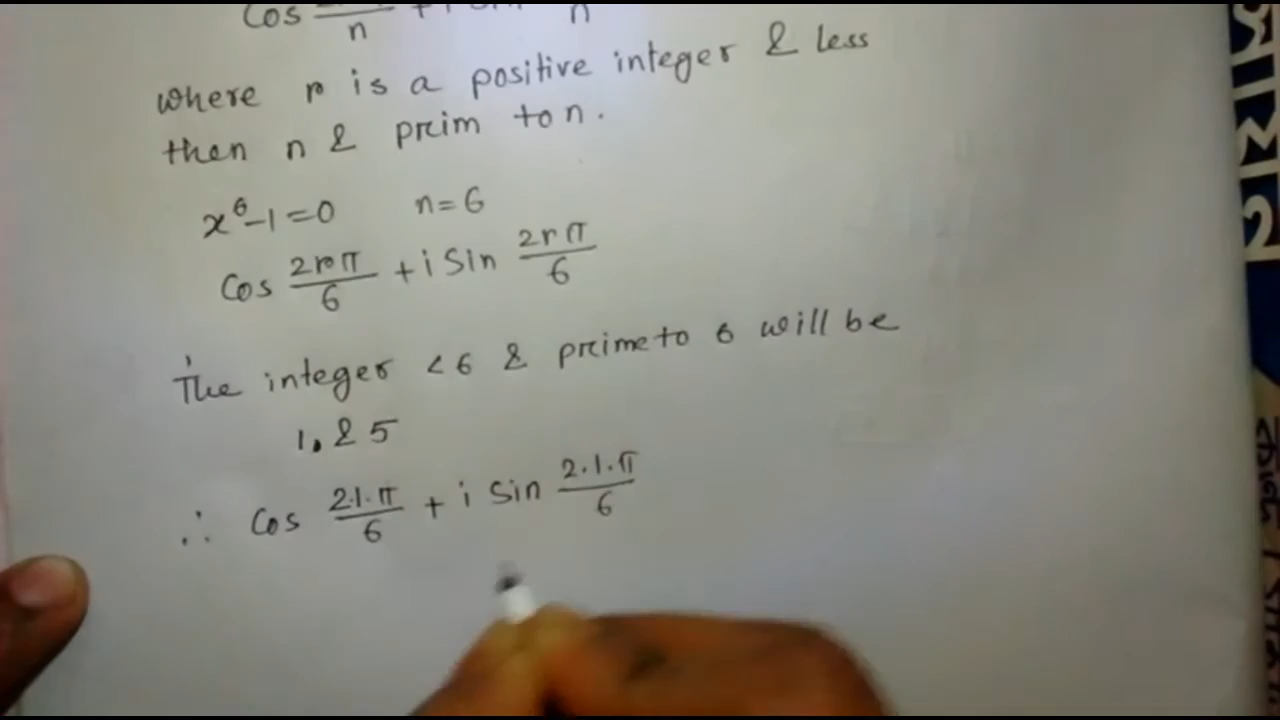 Cos n + i n
where r is a positive integer & less
then n & prim to n.
x⁶-1=0 n=6
Cos 2rπ/6 + i Sin 2rπ/6
The integer <6 & prime to 6 will be
1, & 5
∴ Cos 2.1.π/6 + i Sin 2.1.π/6